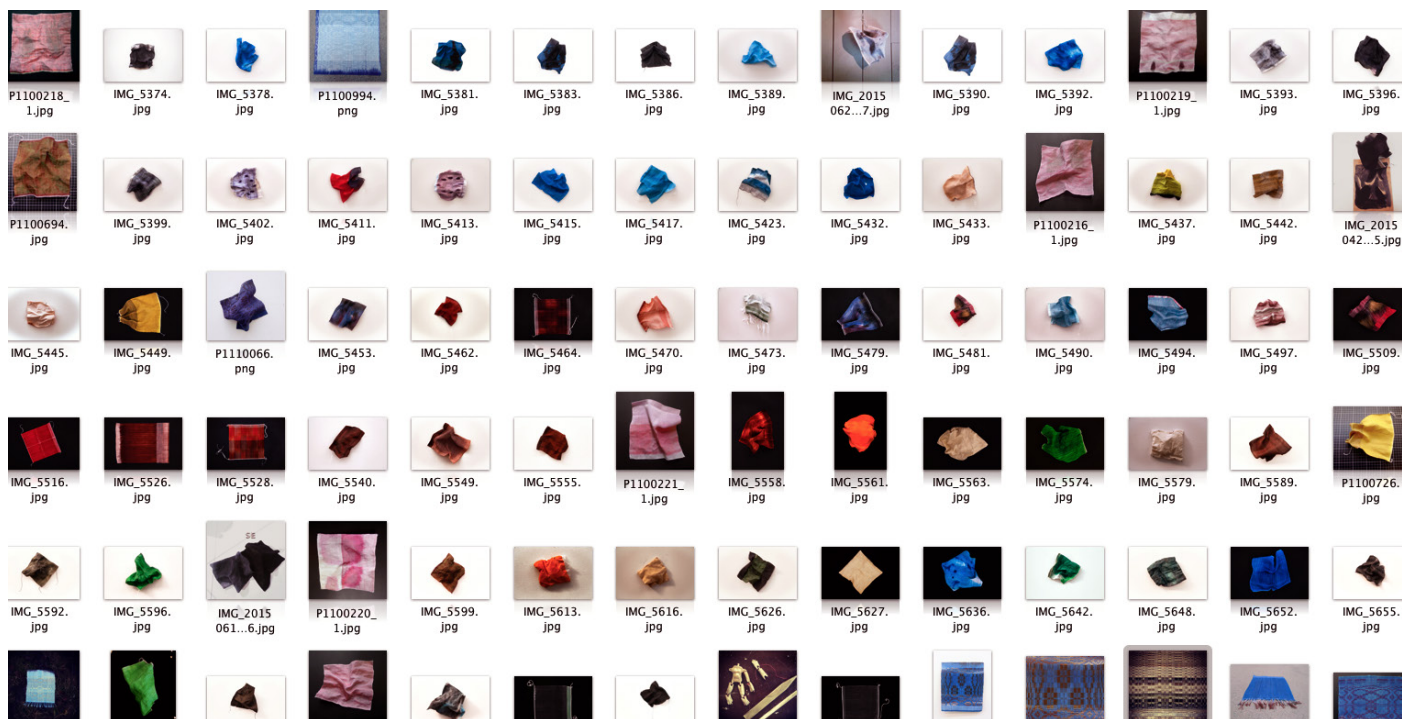 P1100218_
1.jpg
IMG_5374.
jpg
IMG_5378.
jpg
P1100994.
png
IMG_5381.
jpg
IMG_5383.
jpg
IMG_5386.
jpg
IMG_5389.
jpg
IMG_2015
062...7.jpg
IMG_5390.
jpg
IMG_5392.
jpg
P1100219_
1.jpg
IMG_5393.
jpg
IMG_5396.
jpg
P1100694.
jpg
IMG_5399.
jpg
IMG_5402.
jpg
IMG_5411.
jpg
IMG_5413.
jpg
IMG_5415.
jpg
IMG_5417.
jpg
IMG_5423.
jpg
IMG_5432.
jpg
IMG_5433.
jpg
P1100216_
1.jpg
IMG_5437.
jpg
IMG_5442.
jpg
IMG_2015
042...5.jpg
IMG_5445.
jpg
IMG_5449.
jpg
P1110066.
png
IMG_5453.
jpg
IMG_5462.
jpg
IMG_5464.
jpg
IMG_5470.
jpg
IMG_5473.
jpg
IMG_5479.
jpg
IMG_5481.
jpg
IMG_5490.
jpg
IMG_5494.
jpg
IMG_5497.
jpg
IMG_5509.
jpg
IMG_5516.
jpg
IMG_5526.
jpg
IMG_5528.
jpg
IMG_5540.
jpg
IMG_5549.
jpg
IMG_5555.
jpg
P1100221_
1.jpg
IMG_5558.
jpg
IMG_5561.
jpg
IMG_5563.
jpg
IMG_5574.
jpg
IMG_5579.
jpg
IMG_5589.
jpg
P1100726.
jpg
SE
IMG_5592.
jpg
IMG_5596.
jpg
IMG_2015
061...6.jpg
P1100220_
1.jpg
IMG_5599.
jpg
IMG_5613.
jpg
IMG_5616.
jpg
IMG_5626.
jpg
IMG_5627.
jpg
IMG_5636.
jpg
IMG_5642.
jpg
IMG_5648.
jpg
IMG_5652.
jpg
IMG_5655.
jpg